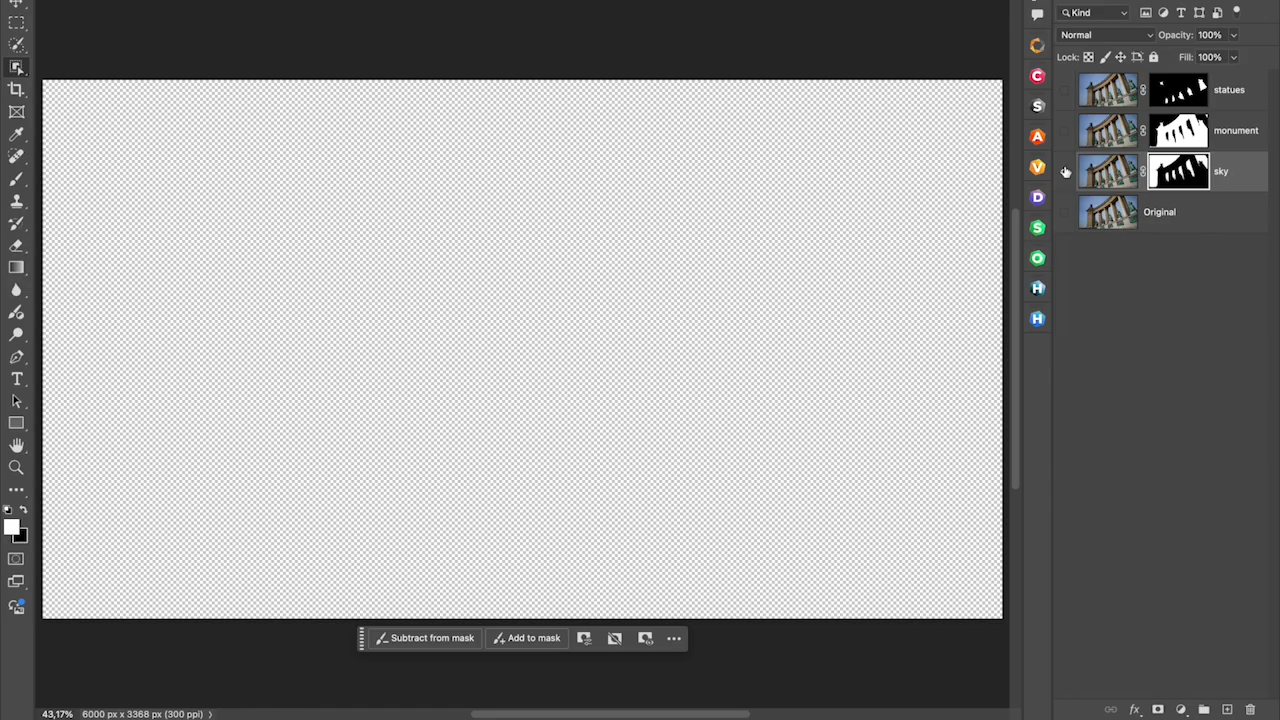 Kind
Normal
Opacity: 100%
Lock:
Fill: 100%
C
statues
S
A
monument
V
sky
D
Original
S
O
H
H
T
Subtract from mask
Add to mask
43,17%
6000 px x 3368 px (300 ppi)